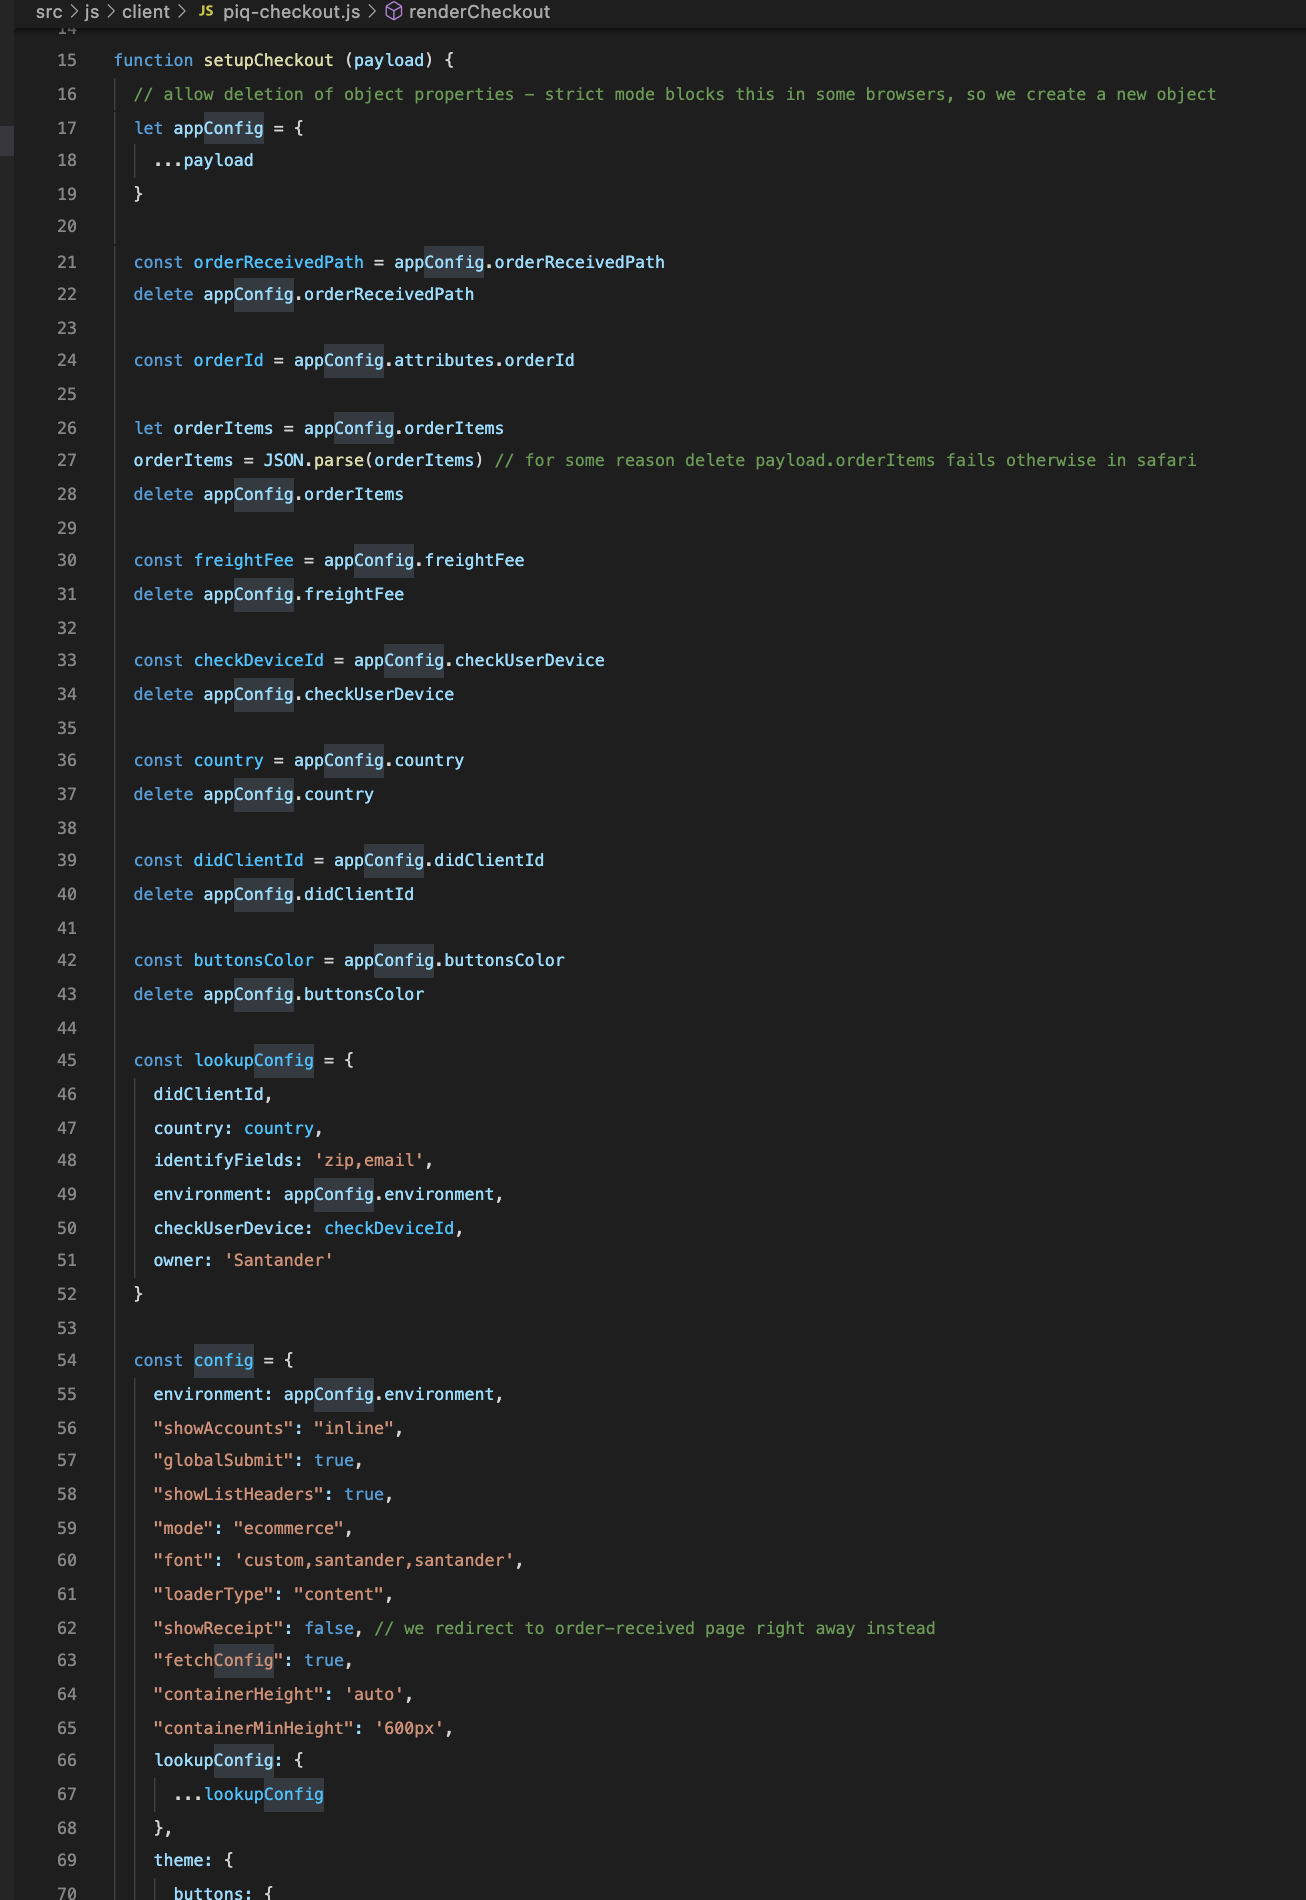 src > js > client > JS piq-checkout.js > renderCheckout
14
15 function setupCheckout (payload) {
16 // allow deletion of object properties – strict mode blocks this in some browsers, so we create a new object
17 let appConfig = {
18 ...payload
19 }
20
21 const orderReceivedPath = appConfig.orderReceivedPath
22 delete appConfig.orderReceivedPath
23
24 const orderId = appConfig.attributes.orderId
25
26 let orderItems = appConfig.orderItems
27 orderItems = JSON.parse(orderItems) // for some reason delete payload.orderItems fails otherwise in safari
28 delete appConfig.orderItems
29
30 const freightFee = appConfig.freightFee
31 delete appConfig.freightFee
32
33 const checkDeviceId = appConfig.checkUserDevice
34 delete appConfig.checkUserDevice
35
36 const country = appConfig.country
37 delete appConfig.country
38
39 const didClientId = appConfig.didClientId
40 delete appConfig.didClientId
41
42 const buttonsColor = appConfig.buttonsColor
43 delete appConfig.buttonsColor
44
45 const lookupConfig = {
46 didClientId,
47 country: country,
48 identifyFields: 'zip,email',
49 environment: appConfig.environment,
50 checkUserDevice: checkDeviceId,
51 owner: 'Santander'
52 }
53
54 const config = {
55 environment: appConfig.environment,
56 "showAccounts": "inline",
57 "globalSubmit": true,
58 "showListHeaders": true,
59 "mode": "ecommerce",
60 "font": 'custom,santander,santander',
61 "loaderType": "content",
62 "showReceipt": false, // we redirect to order-received page right away instead
63 "fetchConfig": true,
64 "containerHeight": 'auto',
65 "containerMinHeight": '600px',
66 lookupConfig: {
67 ...lookupConfig
68 },
69 theme: {
70 buttons: {